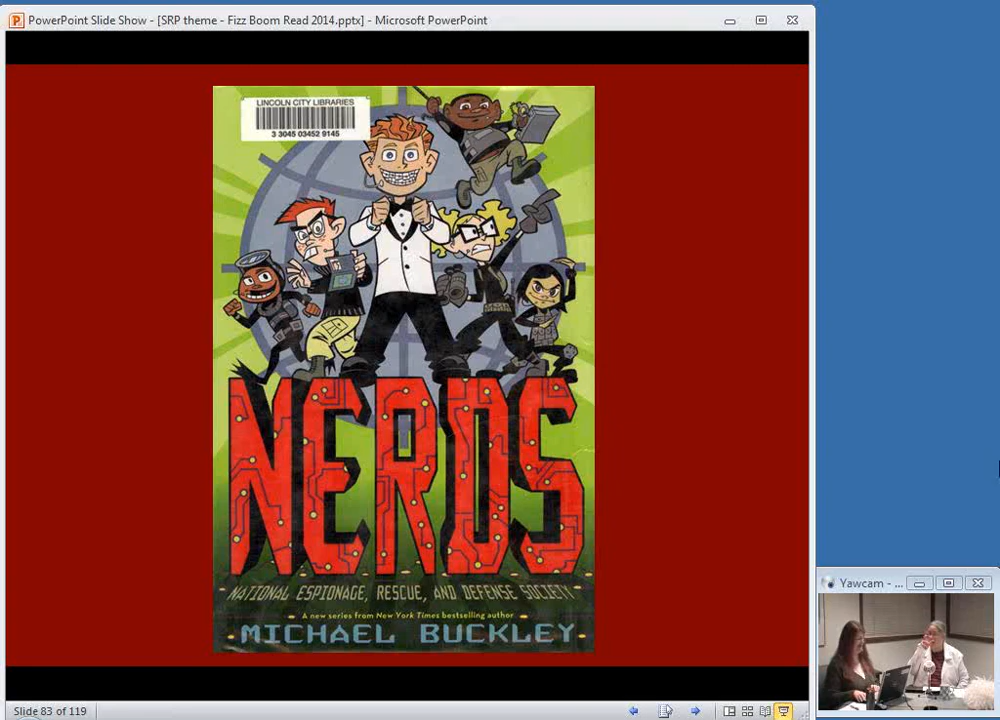 PowerPoint Slide Show - [SRP theme - Fizz Boom Read 2014.pptx] - Microsoft PowerPoint
LINCOLN CITY LIBRARIES
3 3045 03452 9145
NERDS
NATIONAL ESPIONAGE, RESCUE, AND DEFENSE SOCIETY
A new series from New York Times bestselling author
MICHAEL BUCKLEY
Yawcam - ...
Slide 83 of 119